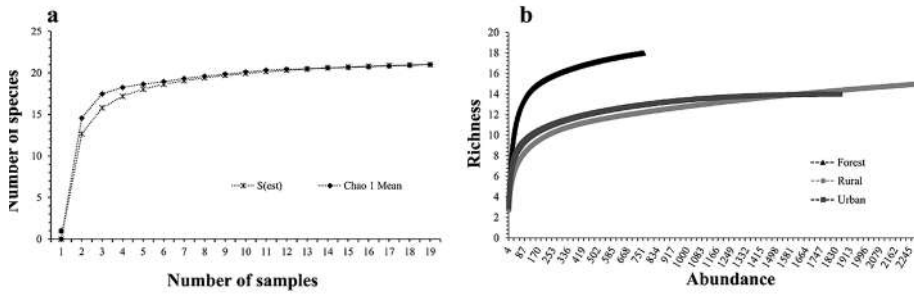 a
25
20
15
10
5
0
Number of species
S(est) Chao 1 Mean
1 2 3 4 5 6 7 8 9 10 11 12 13 14 15 16 17 18 19
Number of samples
b
20
18
16
14
12
10
8
6
4
2
0
Richness
Forest
Rural
Urban
4 87 170 253 336 419 502 585 668 751 834 917 1000 1083 1166 1249 1332 1415 1498 1581 1664 1747 1830 1913 1996 2079 2162 2245
Abundance